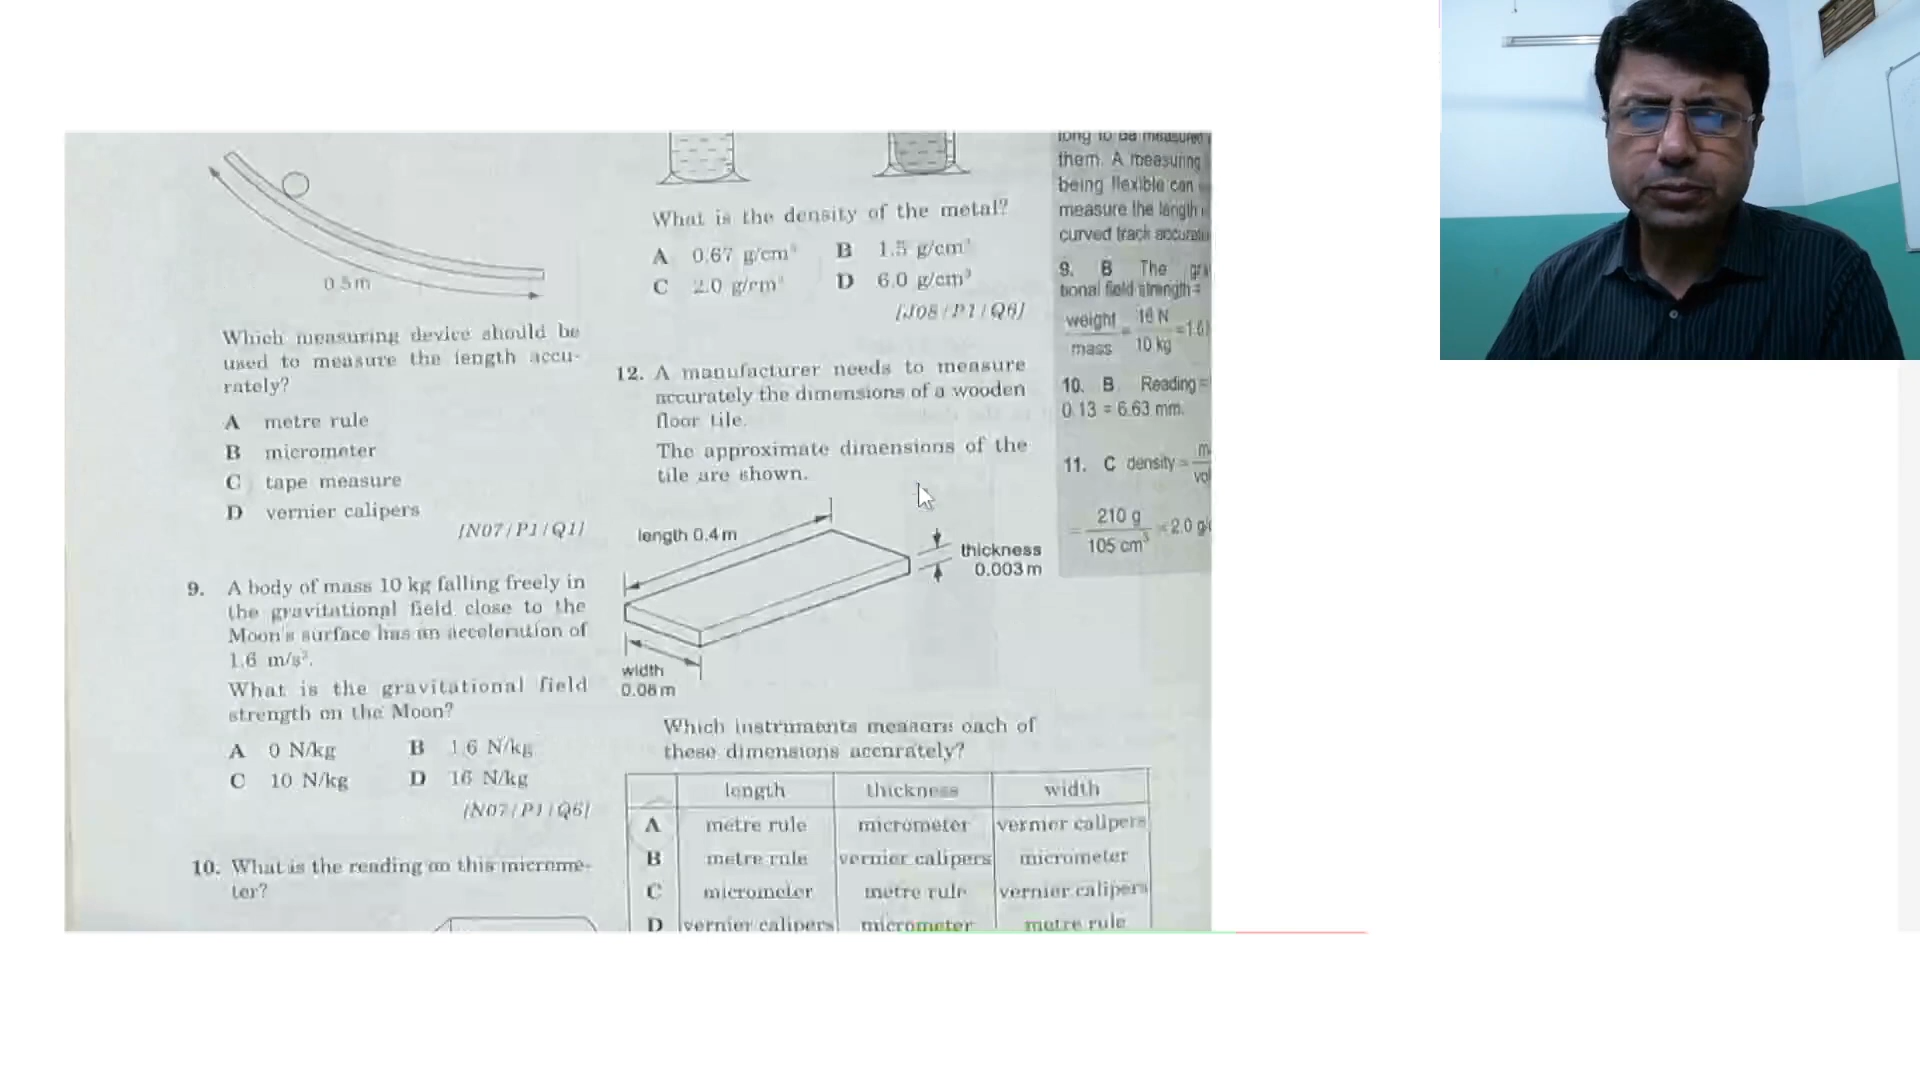 0.5 m
Which measuring device should be
used to measure the length accu-
rately?
A metre rule
B micrometer
C tape measure
D vernier calipers
[N07/P1/Q1]
9. A body of mass 10 kg falling freely in
the gravitational field close to the
Moon's surface has an acceleration of
1.6 m/s².
What is the gravitational field
strength on the Moon?
A 0 N/kg B 1.6 N/kg
C 10 N/kg D 16 N/kg
[N07/P1/Q6]
10. What is the reading on this microme-
ter?
What is the density of the metal?
A 0.67 g/cm³ B 1.5 g/cm³
C 2.0 g/cm³ D 6.0 g/cm³
[J08/P1/Q6]
12. A manufacturer needs to measure
accurately the dimensions of a wooden
floor tile.
The approximate dimensions of the
tile are shown.
length 0.4 m
thickness
0.003 m
width
0.08 m
Which instruments measure each of
these dimensions accurately?
length thickness width
A metre rule micrometer vernier calipers
B metre rule vernier calipers micrometer
C micrometer metre rule vernier calipers
D vernier calipers micrometer metre rule
long to be measured
them. A measuring
being flexible can
measure the length
curved track
9. B The
tional field strength =
weight = 16 N
mass 10 kg
10. B Reading =
0.13 = 6.63 mm.
11. C density =
= 210 g = 2.0
105 cm³